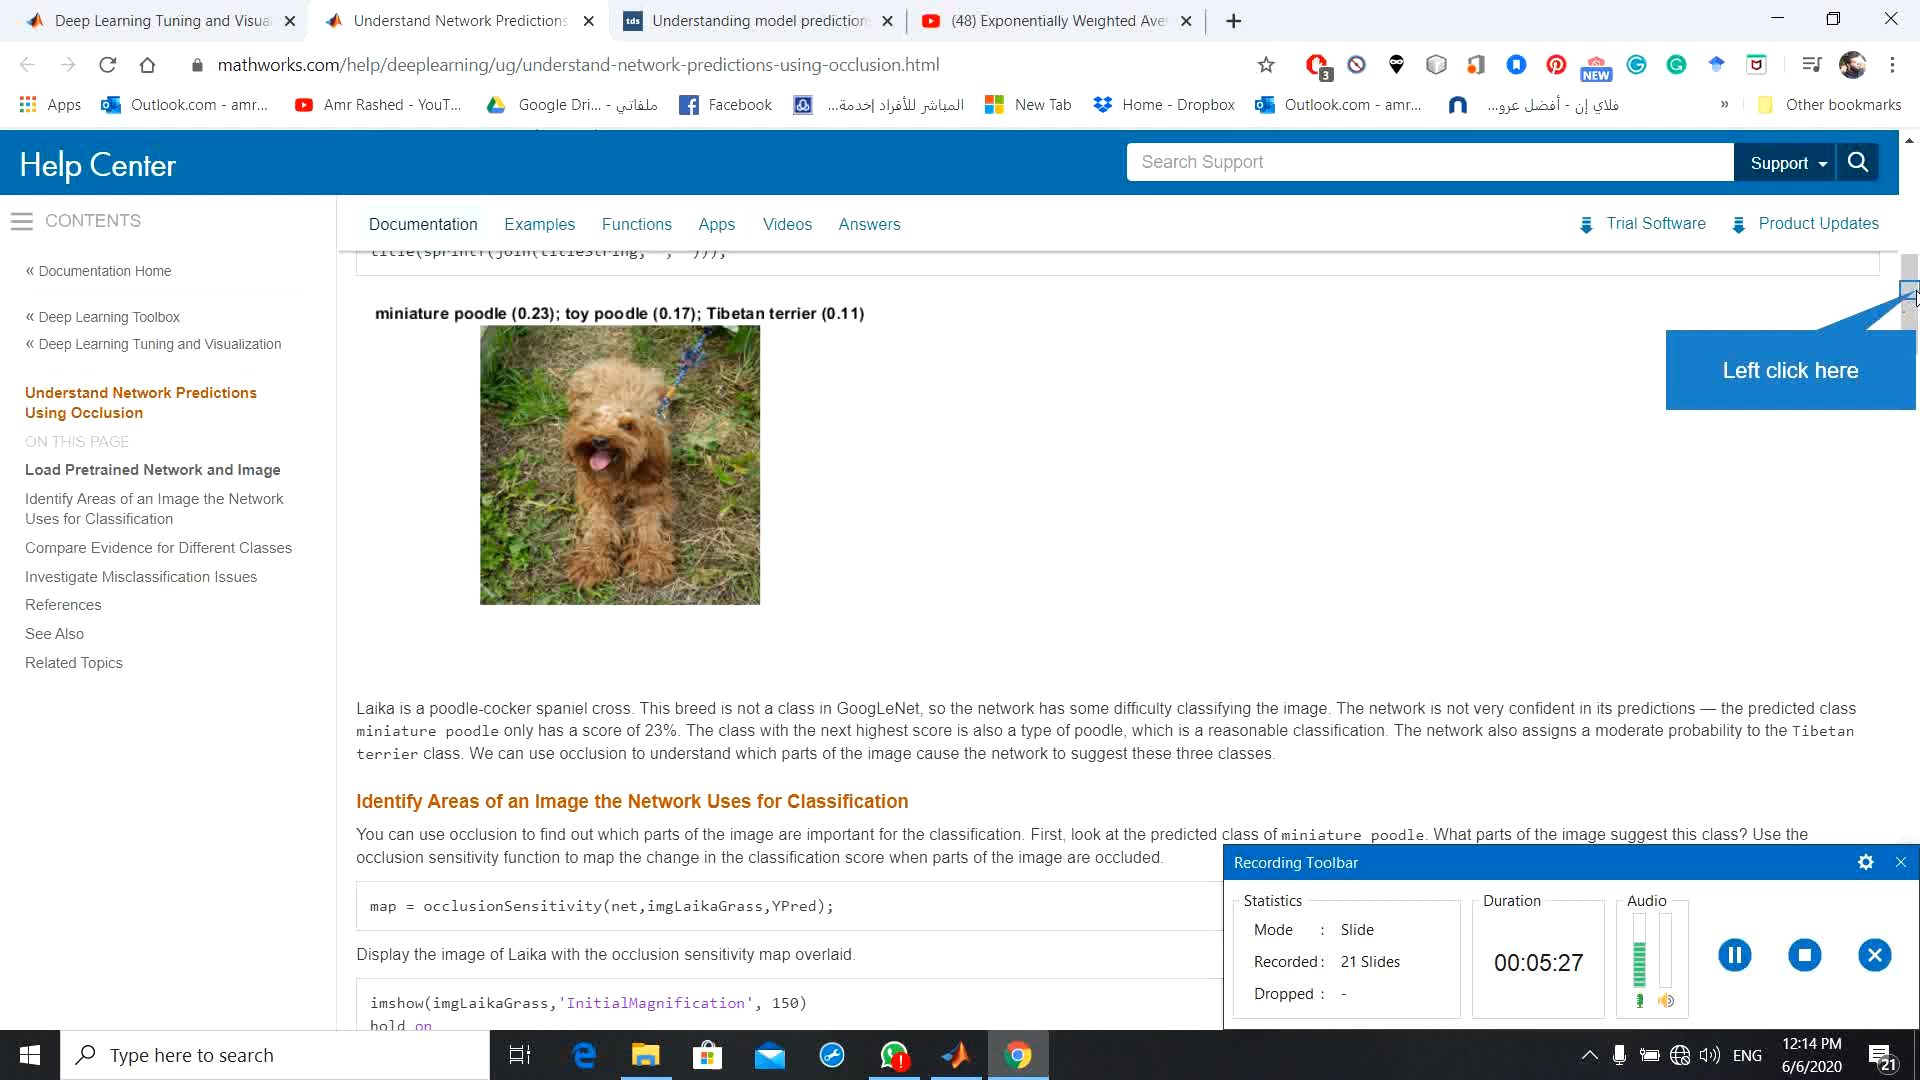 Deep Learning Tuning and Visua
Understand Network Predictions
tds Understanding model prediction
(48) Exponentially Weighted Ave
mathworks.com/help/deeplearning/ug/understand-network-predictions-using-occlusion.html
3
NEW
Apps
Outlook.com - amr...
Amr Rashed - YouT...
Google Dri... - ملفاتي
Facebook
المباشر للأفراد |خدمة...
New Tab
Home - Dropbox
Outlook.com - amr...
فلاي إن - أفضل عرو...
»
Other bookmarks
Help Center
Search Support
Support
CONTENTS
Documentation
Examples
Functions
Apps
Videos
Answers
Trial Software
Product Updates
« Documentation Home
« Deep Learning Toolbox
« Deep Learning Tuning and Visualization
Understand Network Predictions
Using Occlusion
ON THIS PAGE
Load Pretrained Network and Image
Identify Areas of an Image the Network
Uses for Classification
Compare Evidence for Different Classes
Investigate Misclassification Issues
References
See Also
Related Topics
title(sprintf(join(titleString, "; ")));
miniature poodle (0.23); toy poodle (0.17); Tibetan terrier (0.11)
Left click here
Laika is a poodle-cocker spaniel cross. This breed is not a class in GoogLeNet, so the network has some difficulty classifying the image. The network is not very confident in its predictions — the predicted class
miniature poodle only has a score of 23%. The class with the next highest score is also a type of poodle, which is a reasonable classification. The network also assigns a moderate probability to the Tibetan
terrier class. We can use occlusion to understand which parts of the image cause the network to suggest these three classes.
Identify Areas of an Image the Network Uses for Classification
You can use occlusion to find out which parts of the image are important for the classification. First, look at the predicted class of miniature poodle. What parts of the image suggest this class? Use the
occlusion sensitivity function to map the change in the classification score when parts of the image are occluded.
map = occlusionSensitivity(net,imgLaikaGrass,YPred);
Display the image of Laika with the occlusion sensitivity map overlaid.
imshow(imgLaikaGrass,'InitialMagnification', 150)
hold on
Recording Toolbar
Statistics
Mode : Slide
Recorded : 21 Slides
Dropped : -
Duration
00:05:27
Audio
Type here to search
ENG
12:14 PM
6/6/2020
21